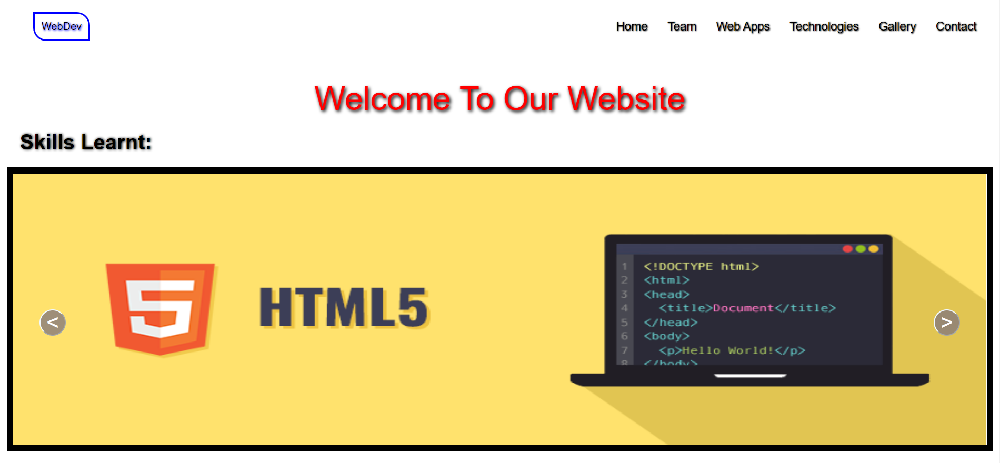 WebDev
Home Team Web Apps Technologies Gallery Contact
Welcome To Our Website
Skills Learnt:
<
5
HTML5
1 <!DOCTYPE html>
2 <html>
3 <head>
4 <title>Document</title>
5 </head>
6 <body>
7 <p>Hello World!</p>
8 </body>
>